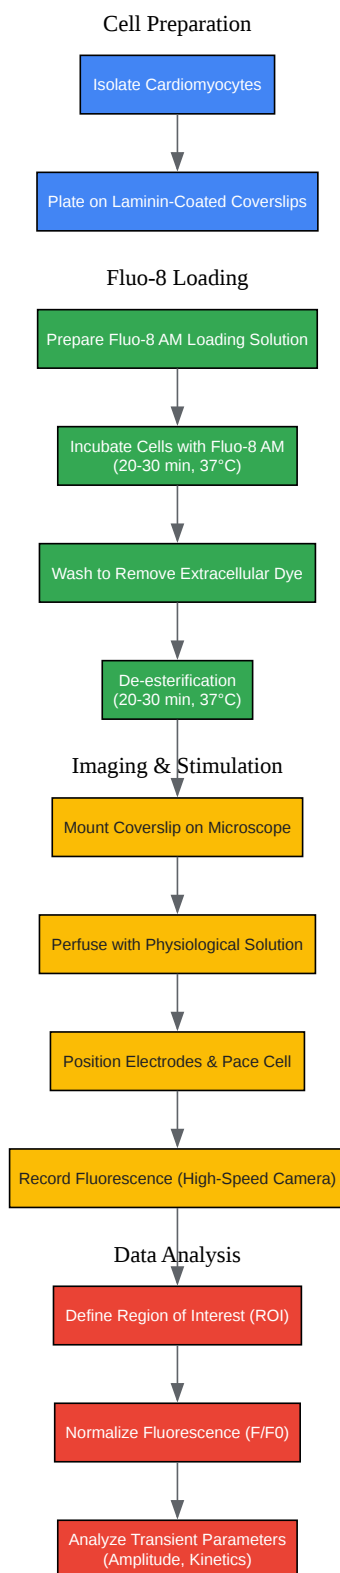 Cell Preparation
Isolate Cardiomyocytes
Plate on Laminin-Coated Coverslips
Fluo-8 Loading
Prepare Fluo-8 AM Loading Solution
Incubate Cells with Fluo-8 AM
(20-30 min, 37°C)
Wash to Remove Extracellular Dye
De-esterification
(20-30 min, 37°C)
Imaging & Stimulation
Mount Coverslip on Microscope
Perfuse with Physiological Solution
Position Electrodes & Pace Cell
Record Fluorescence (High-Speed Camera)
Data Analysis
Define Region of Interest (ROI)
Normalize Fluorescence (F/F0)
Analyze Transient Parameters
(Amplitude, Kinetics)